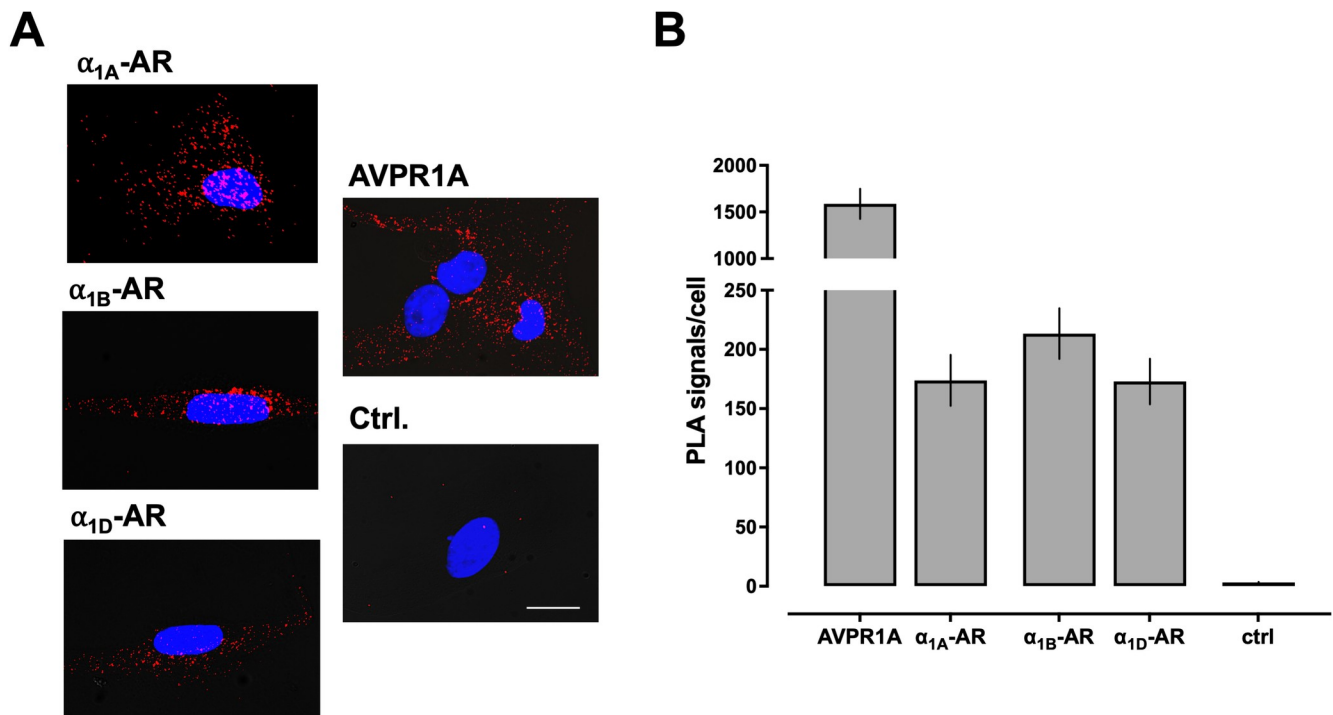 A
α1A-AR
α1B-AR
α1D-AR
AVPR1A
Ctrl.
B
PLA signals/cell
2000
1500
1000
250
200
150
100
50
0
AVPR1A α1A-AR α1B-AR α1D-AR ctrl